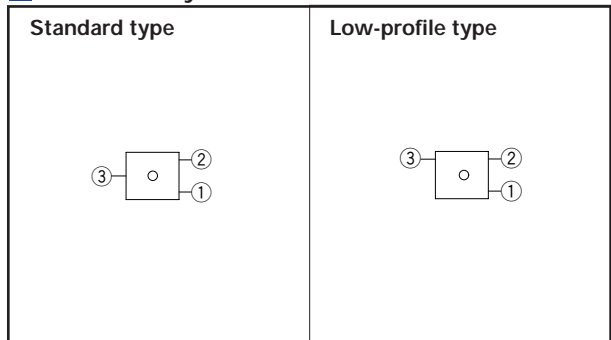 Standard type
Low-profile type
③ ②
①
③ ②
①